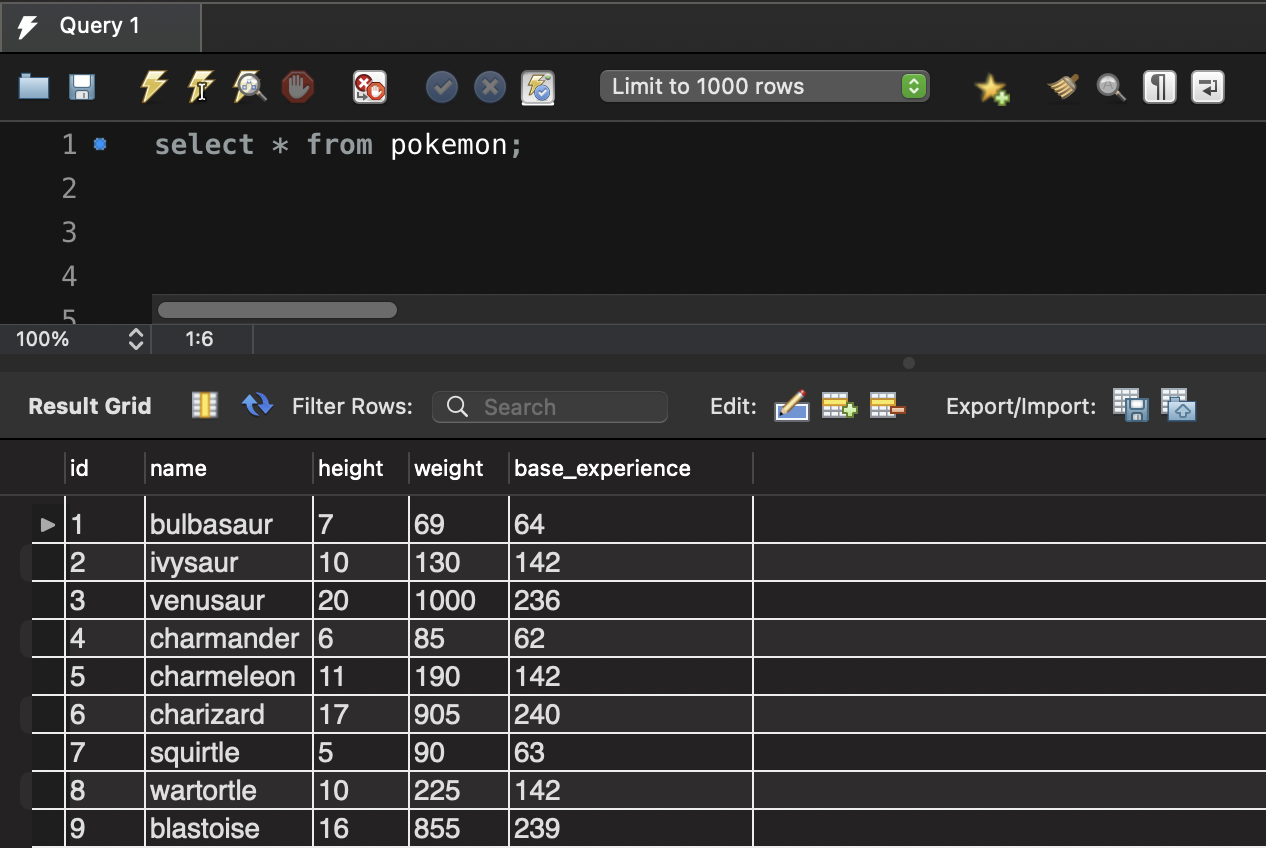 Query 1
Limit to 1000 rows
1 select * from pokemon;
2
3
4
5
100% 1:6
Result Grid Filter Rows: Search Edit: Export/Import:
id name height weight base_experience
1 bulbasaur 7 69 64
2 ivysaur 10 130 142
3 venusaur 20 1000 236
4 charmander 6 85 62
5 charmeleon 11 190 142
6 charizard 17 905 240
7 squirtle 5 90 63
8 wartortle 10 225 142
9 blastoise 16 855 239